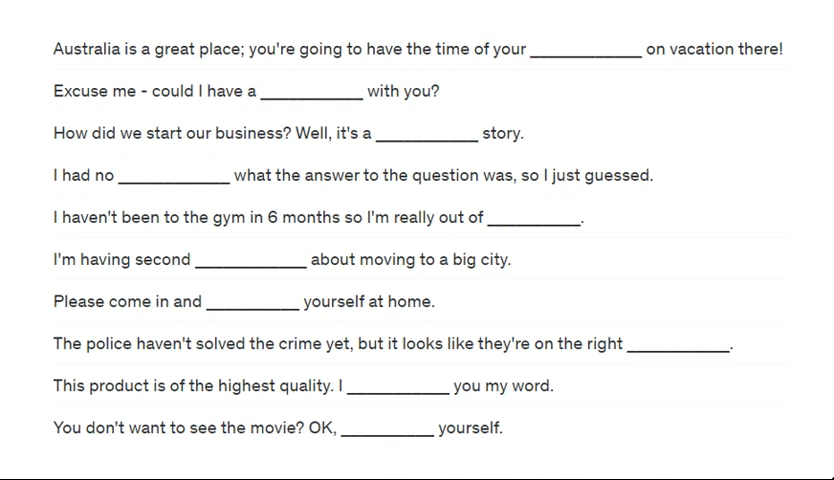 Australia is a great place; you're going to have the time of your ____________ on vacation there!
Excuse me - could I have a ___________ with you?
How did we start our business? Well, it's a ___________ story.
I had no ____________ what the answer to the question was, so I just guessed.
I haven't been to the gym in 6 months so I'm really out of __________.
I'm having second ____________ about moving to a big city.
Please come in and __________ yourself at home.
The police haven't solved the crime yet, but it looks like they're on the right ___________.
This product is of the highest quality. I ___________ you my word.
You don't want to see the movie? OK, __________ yourself.